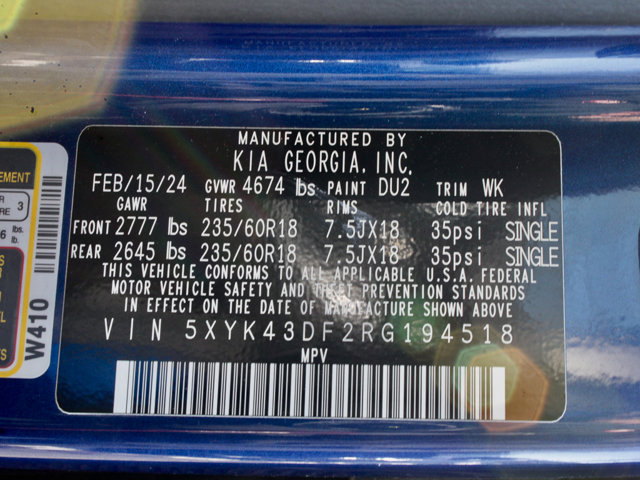 MANUFACTURED BY
KIA GEORGIA, INC.
FEB/15/24 GVWR 4674 lbs PAINT DU2 TRIM WK
GAWR TIRES RIMS COLD TIRE INFL
FRONT 2777 lbs 235/60R18 7.5JX18 35psi SINGLE
REAR 2645 lbs 235/60R18 7.5JX18 35psi SINGLE
THIS VEHICLE CONFORMS TO ALL APPLICABLE U.S.A. FEDERAL
MOTOR VEHICLE SAFETY AND THEFT PREVENTION STANDARDS
IN EFFECT ON THE DATE OF MANUFACTURE SHOWN ABOVE
VIN 5XYK43DF2RG194518
MPV
W410
3
6 lb.